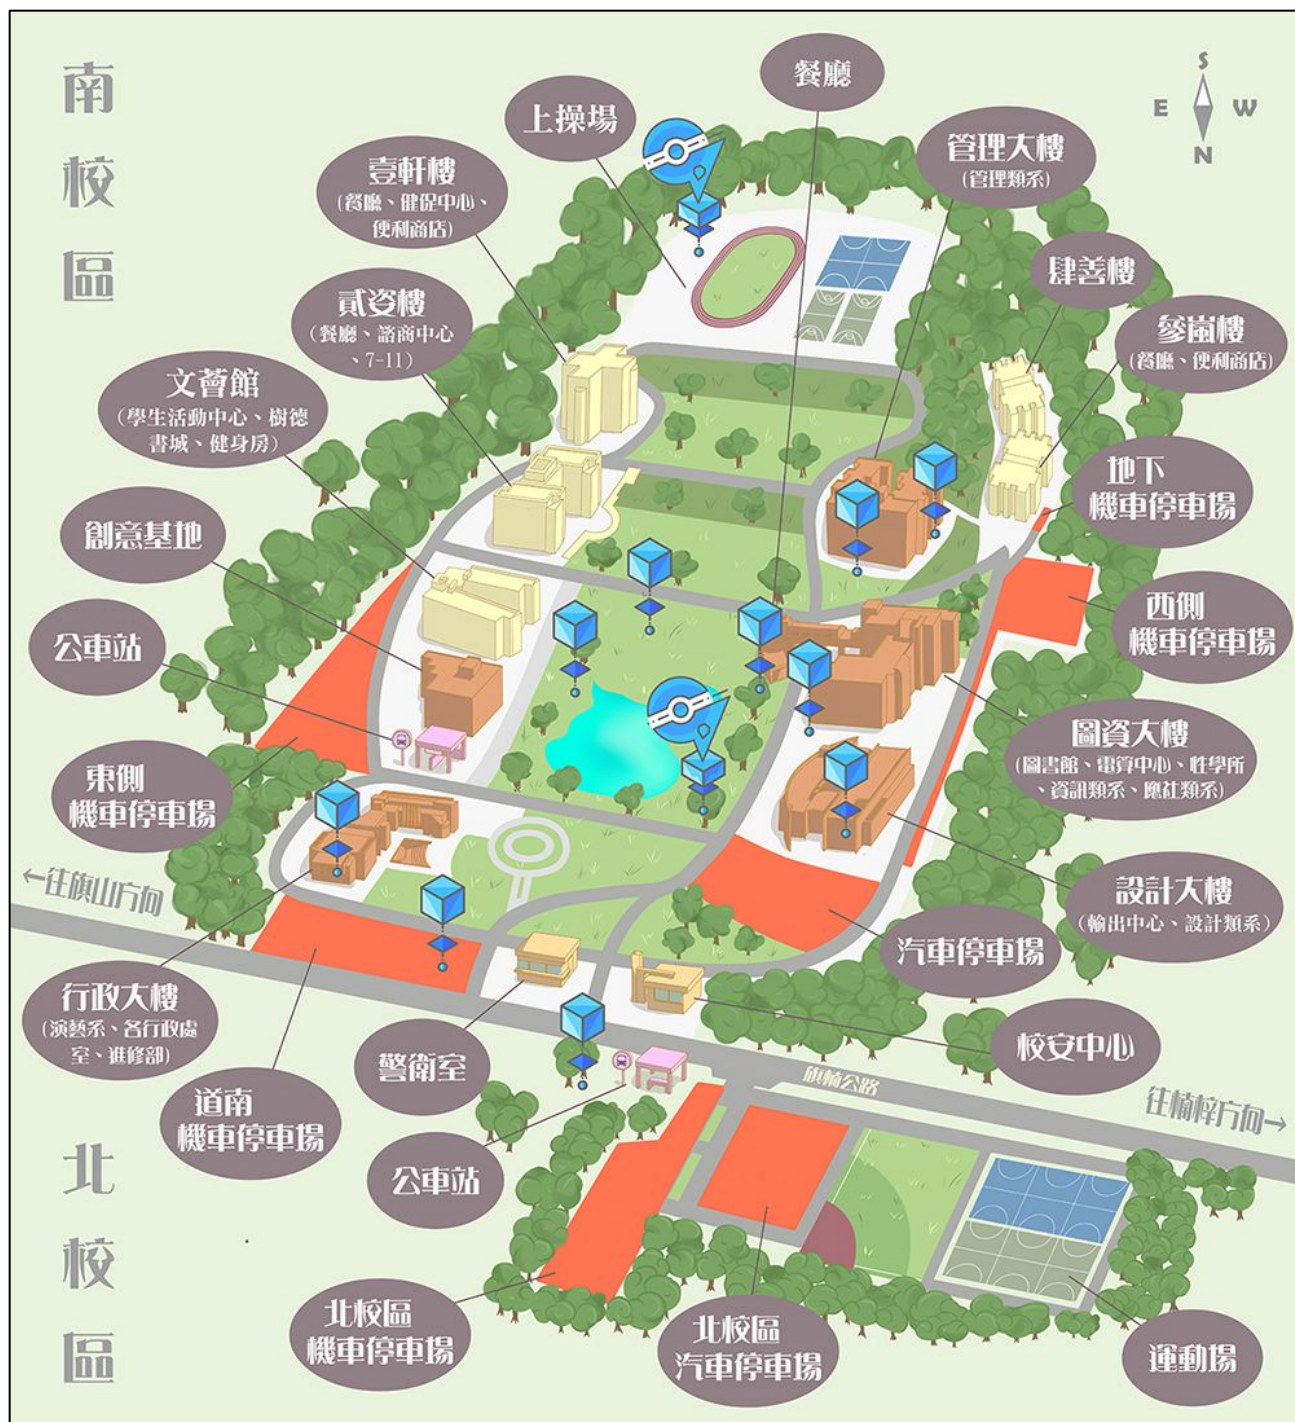 南
校
區
S
E
W
N
餐廳
上操場
管理大樓
(管理類系)
壹軒樓
(餐廳、健促中心、
便利商店)
肆善樓
貳姿樓
(餐廳、諮商中心
、7-11)
參嵐樓
(餐廳、便利商店)
文薈館
(學生活動中心、樹德
書城、健身房)
地下
機車停車場
創意基地
西側
機車停車場
公車站
圖資大樓
(圖書館、電算中心、性學所
、資訊類系、應社類系)
東側
機車停車場
←往旗山方向
設計大樓
(輸出中心、設計類系)
汽車停車場
行政大樓
(演藝系、各行政處
室、進修部)
校安中心
警衛室
旗楠公路
往楠梓方向→
道南
機車停車場
公車站
北
校
區
北校區
機車停車場
北校區
汽車停車場
運動場